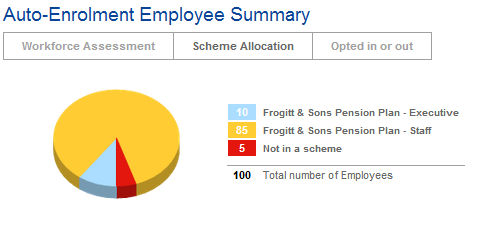 Auto-Enrolment Employee Summary
Workforce Assessment Scheme Allocation Opted in or out
10 Frogitt & Sons Pension Plan - Executive
85 Frogitt & Sons Pension Plan - Staff
5 Not in a scheme
100 Total number of Employees